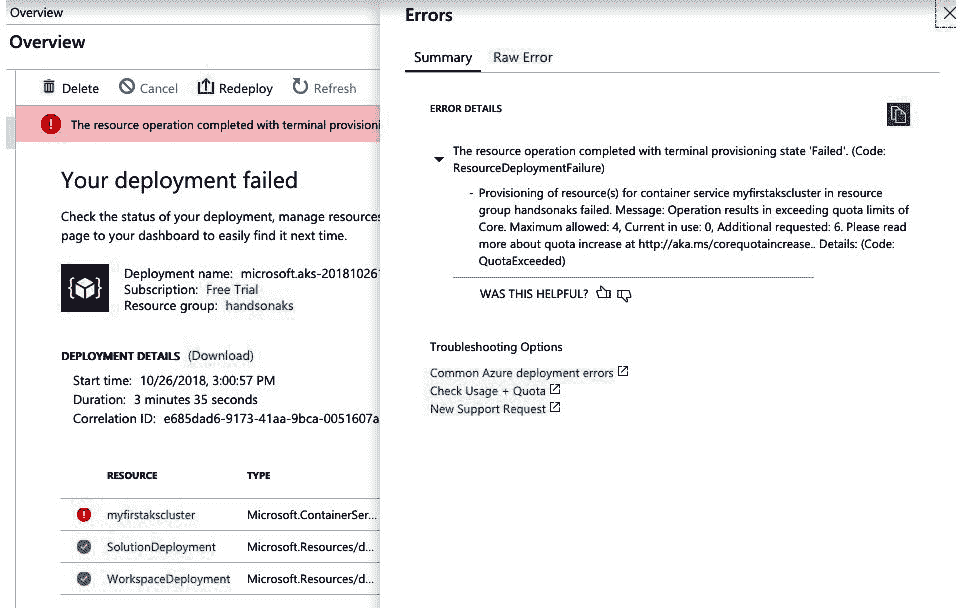 Overview
Overview
Delete
Cancel
Redeploy
Refresh
The resource operation completed with terminal provisioni
Your deployment failed
Check the status of your deployment, manage resources
page to your dashboard to easily find it next time.
Deployment name: microsoft.aks-201810261
Subscription: Free Trial
Resource group: handsonaks
DEPLOYMENT DETAILS (Download)
Start time: 10/26/2018, 3:00:57 PM
Duration: 3 minutes 35 seconds
Correlation ID: e685dad6-9173-41aa-9bca-0051607a
RESOURCE TYPE
myfirstakscluster Microsoft.ContainerSer...
SolutionDeployment Microsoft.Resources/d...
WorkspaceDeployment Microsoft.Resources/d...
Errors
Summary Raw Error
ERROR DETAILS
The resource operation completed with terminal provisioning state 'Failed'. (Code:
ResourceDeploymentFailure)
- Provisioning of resource(s) for container service myfirstakscluster in resource
group handsonaks failed. Message: Operation results in exceeding quota limits of
Core. Maximum allowed: 4, Current in use: 0, Additional requested: 6. Please read
more about quota increase at http://aka.ms/corequotaincrease.. Details: (Code:
QuotaExceeded)
WAS THIS HELPFUL?
Troubleshooting Options
Common Azure deployment errors
Check Usage + Quota
New Support Request